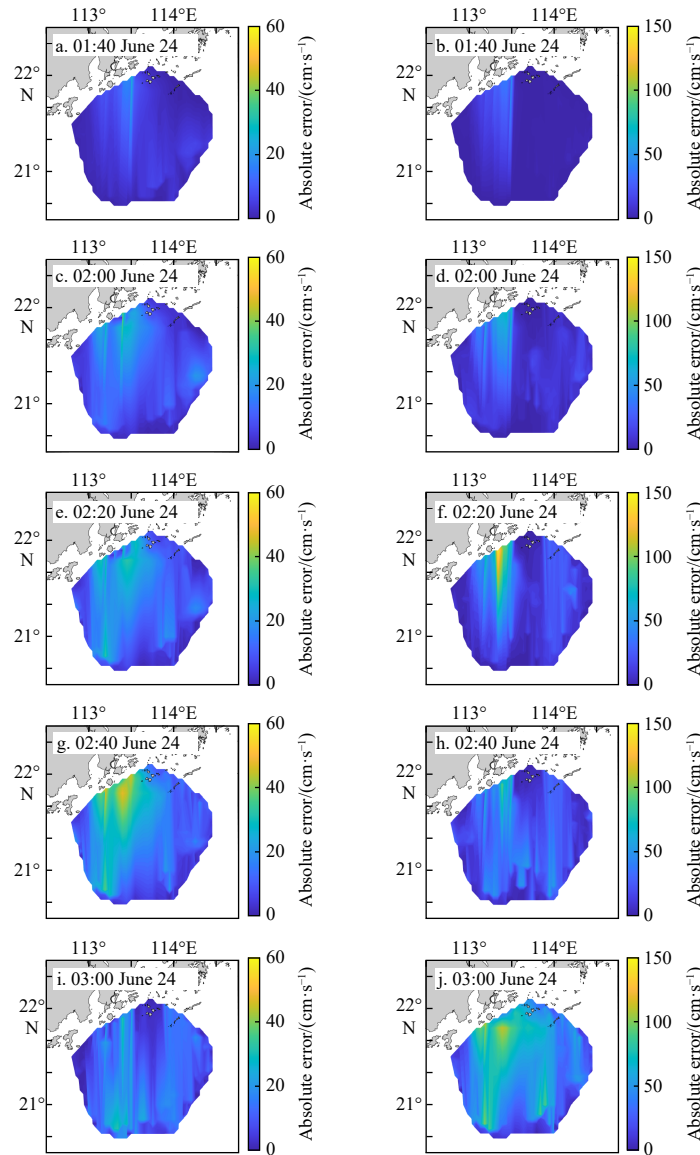 113° 114°E 60 113° 114°E 150
a. 01:40 June 24 b. 01:40 June 24
22° 40 22° 100
N N
20 50
21° 21°
0 0
Absolute error/(cm·s⁻¹) Absolute error/(cm·s⁻¹)
113° 114°E 60 113° 114°E 150
c. 02:00 June 24 d. 02:00 June 24
22° 40 22° 100
N N
20 50
21° 21°
0 0
Absolute error/(cm·s⁻¹) Absolute error/(cm·s⁻¹)
113° 114°E 60 113° 114°E 150
e. 02:20 June 24 f. 02:20 June 24
22° 40 22° 100
N N
20 50
21° 21°
0 0
Absolute error/(cm·s⁻¹) Absolute error/(cm·s⁻¹)
113° 114°E 60 113° 114°E 150
g. 02:40 June 24 h. 02:40 June 24
22° 40 22° 100
N N
20 50
21° 21°
0 0
Absolute error/(cm·s⁻¹) Absolute error/(cm·s⁻¹)
113° 114°E 60 113° 114°E 150
i. 03:00 June 24 j. 03:00 June 24
22° 40 22° 100
N N
20 50
21° 21°
0 0
Absolute error/(cm·s⁻¹) Absolute error/(cm·s⁻¹)